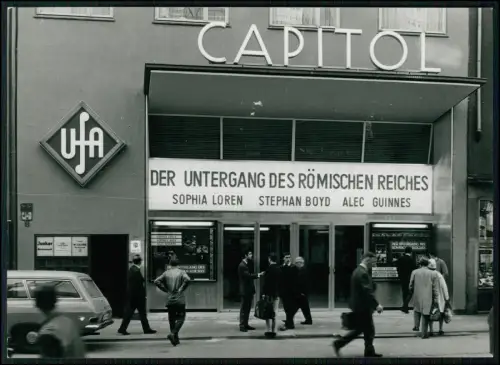 CAPITOL
UFA
DER UNTERGANG DES RÖMISCHEN REICHES
SOPHIA LOREN STEPHAN BOYD ALEC GUINNES